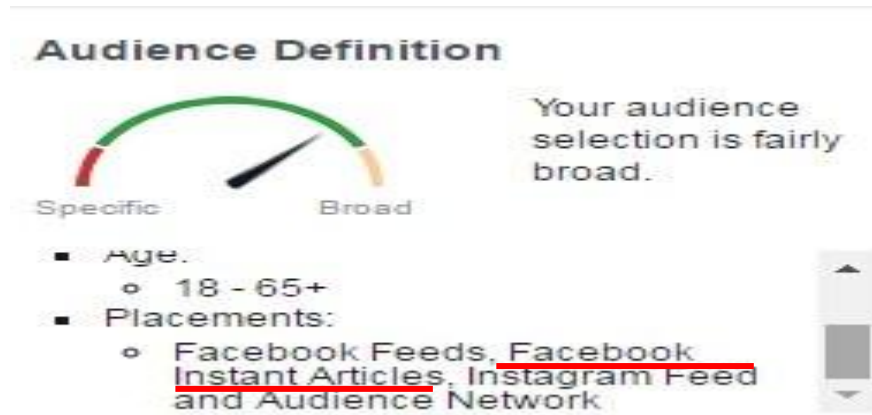 Audience Definition
Your audience
selection is fairly
broad.
Specific
Broad
Age:
18 - 65+
Placements:
Facebook Feeds, Facebook
Instant Articles, Instagram Feed
and Audience Network